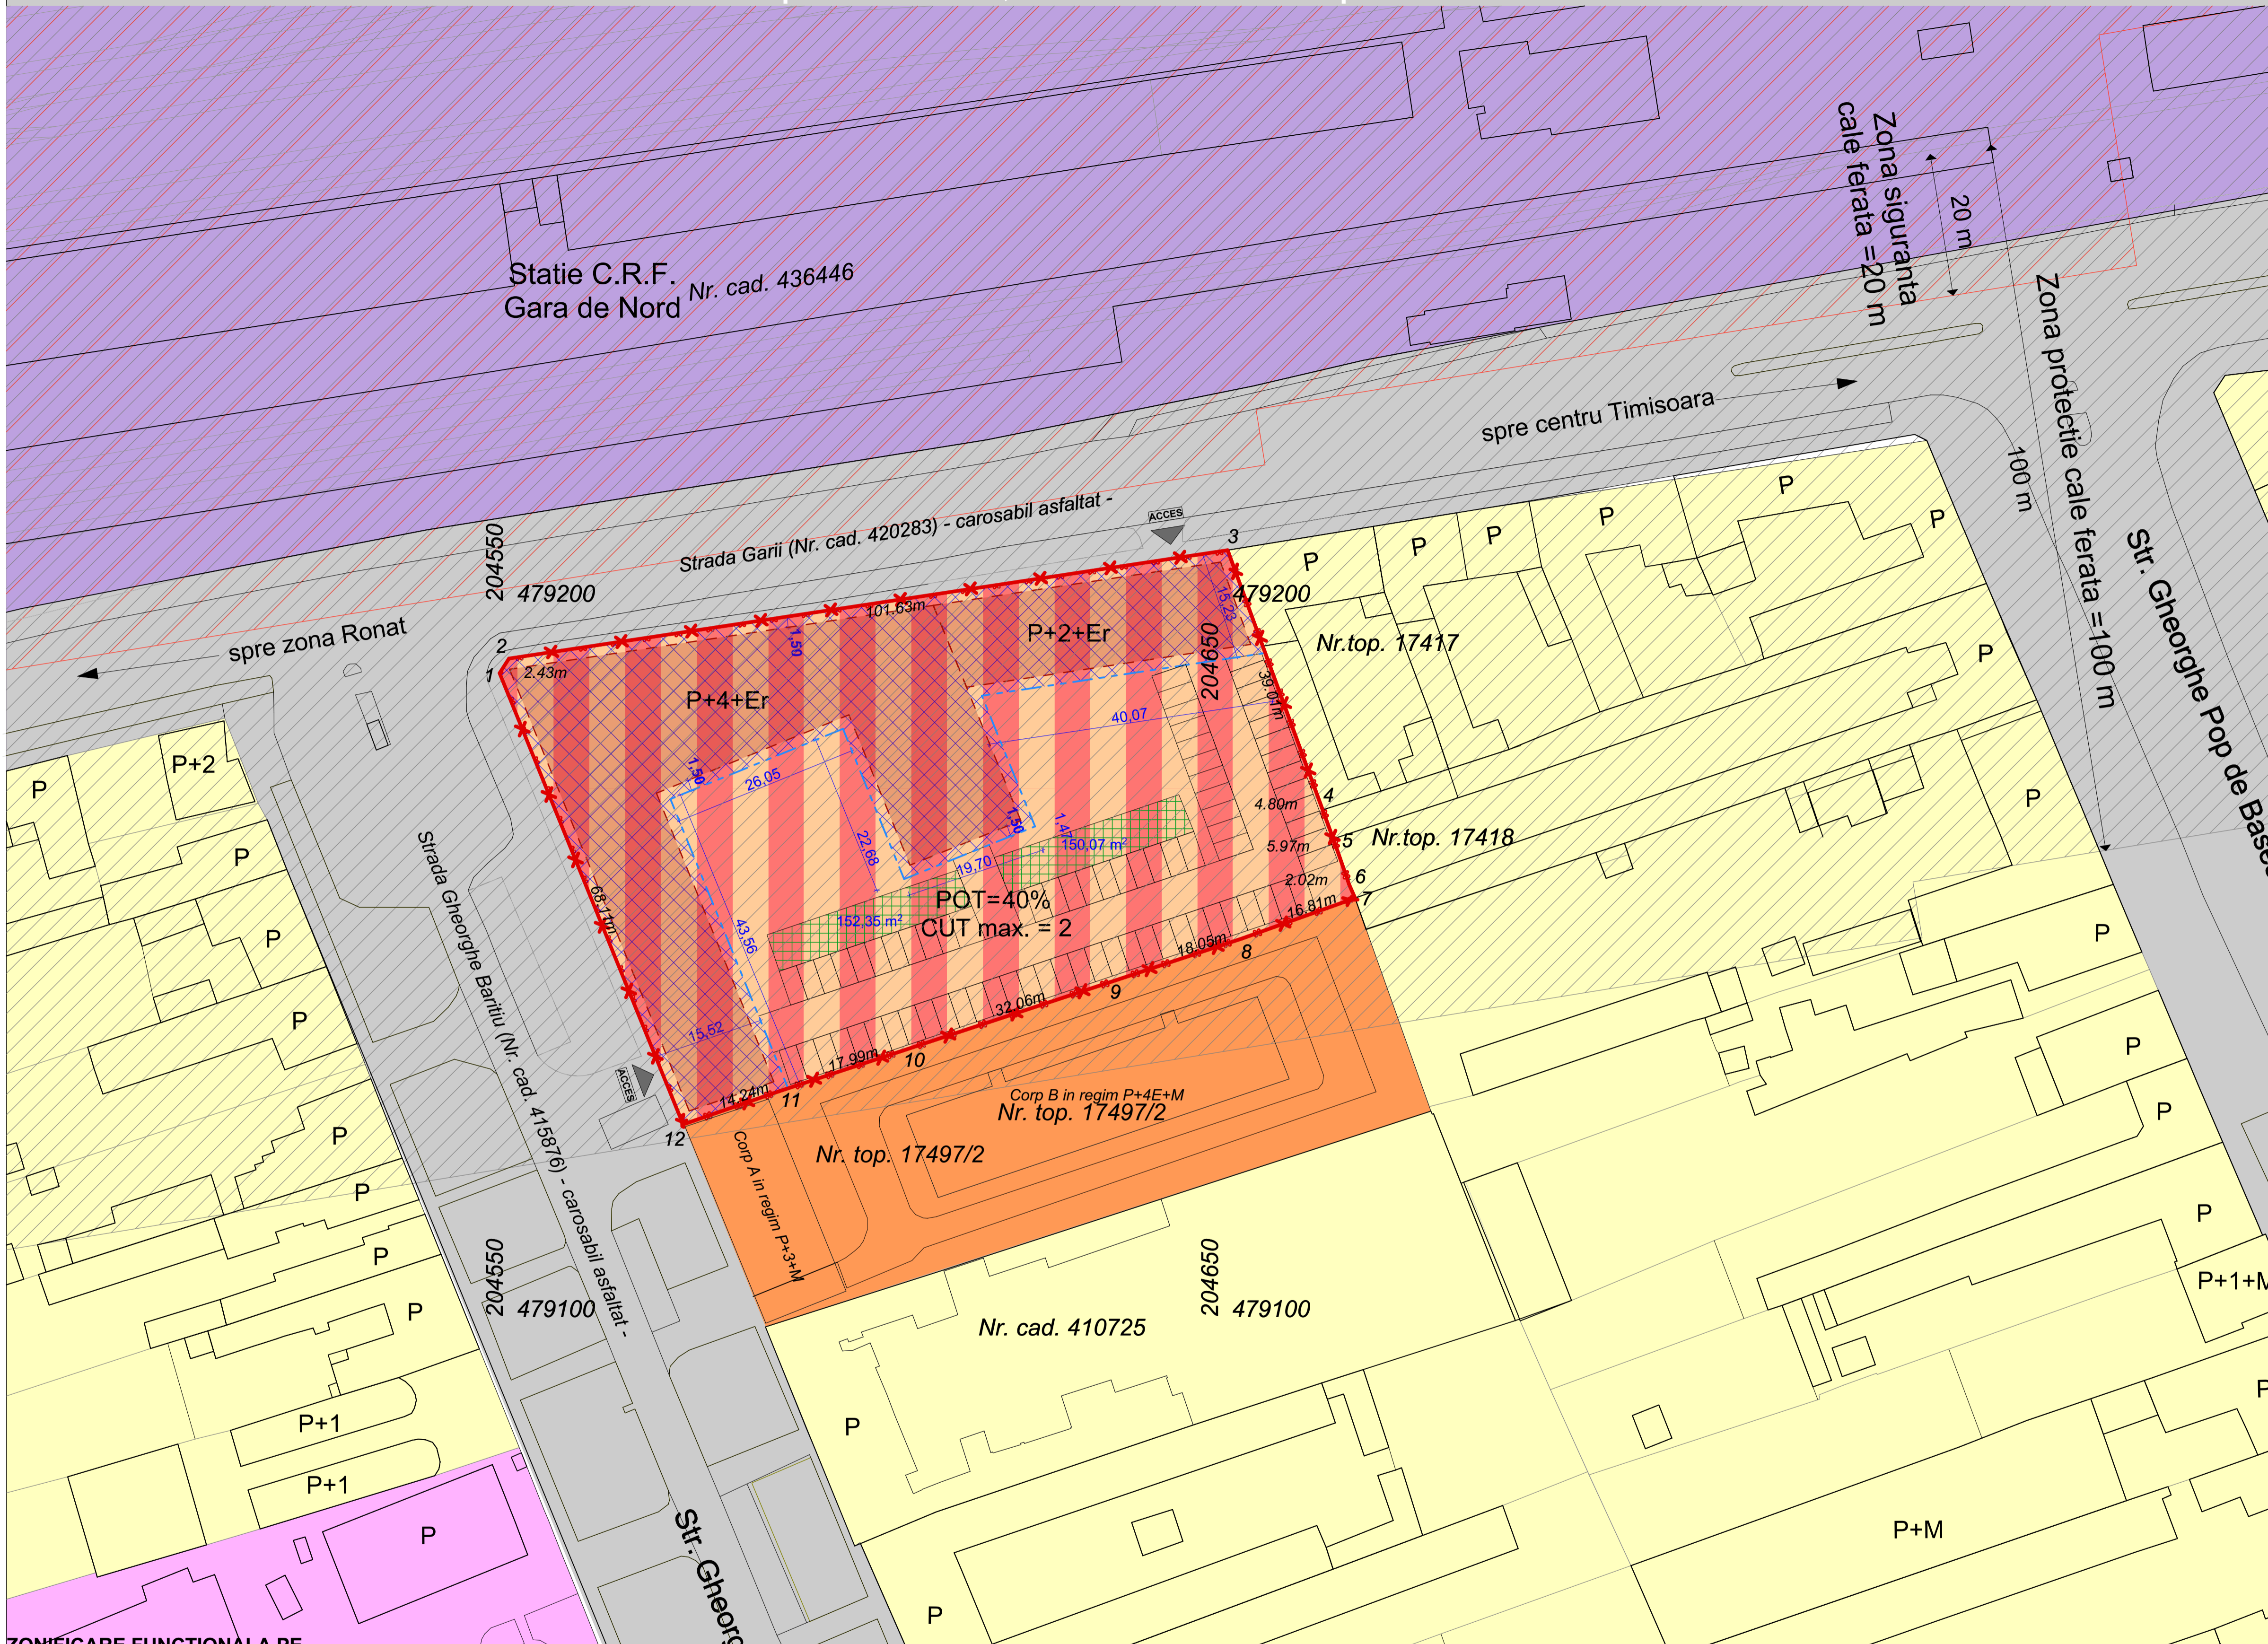 Zona siguranta
cale ferata =20 m
20 m
Statie C.R.F.
Gara de Nord
Nr. cad. 436446
Zona protectie cale ferata =100 m
100 m
spre centru Timisoara
Strada Garii (Nr. cad. 420283) - carosabil asfaltat -
ACCES
3
204550
479200
479200
204650
spre zona Ronat
2
1
2.43m
101.63m
1,50
15,23
P+2+Er
P+4+Er
Nr.top. 17417
39.01m
40,07
1,50
26,05
22,68
1,50
1,47
150.07 m²
19,70
4.80m
4
5.97m
5
Nr.top. 17418
2.02m
6
7
16.81m
POT=40%
CUT max. = 2
152,35 m²
43,56
68.11m
18.05m
8
32.06m
9
15,52
17.99m
10
14.24m
11
12
ACCES
Corp B in regim P+4E+M
Nr. top. 17497/2
Nr. top. 17497/2
Corp A in regim P+3+M
Strada Gheorghe Baritiu (Nr. cad. 415876) - carosabil asfaltat -
204550
479100
204650
479100
Nr. cad. 410725
Str. Gheorghe Pop de Bases
Str. Gheorg
P
P
P
P
P
P
P
P
P
P
P
P
P
P+1+M
P
P+M
P
P+2
P
P
P
P
P
P
P
P+1
P+1
P
P
P
ZONIFICARE FUNCTIONALA PE